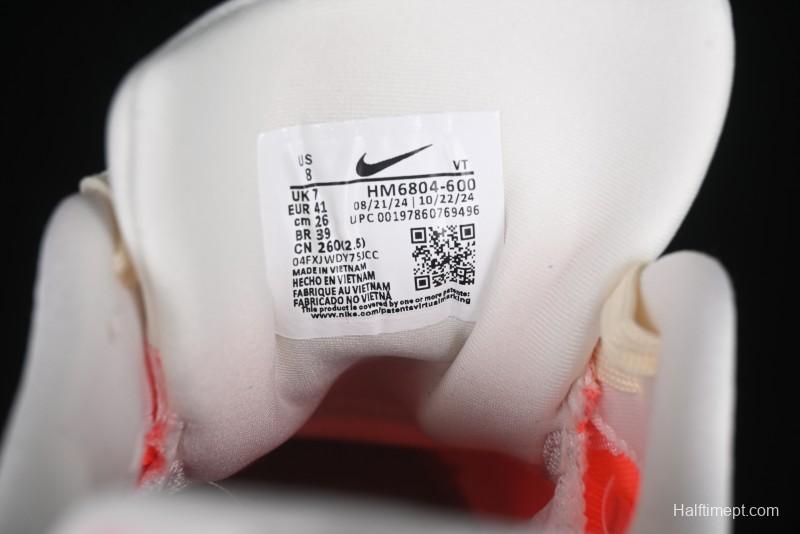 US
8
VT
UK 7
HM6804-600
EUR 41
08/21/24 | 10/22/24
cm 26
UPC 00197860769496
BR 39
CN 260(2.5)
04FXJWDY75JCC
MADE IN VIETNAM
HECHO EN VIETNAM
FABRIQUE AU VIETNAM
FABRICADO NO VIETNA
This product is covered by one or more patents:
www.nike.com/patentsvirtualmarking
Halftimept.com